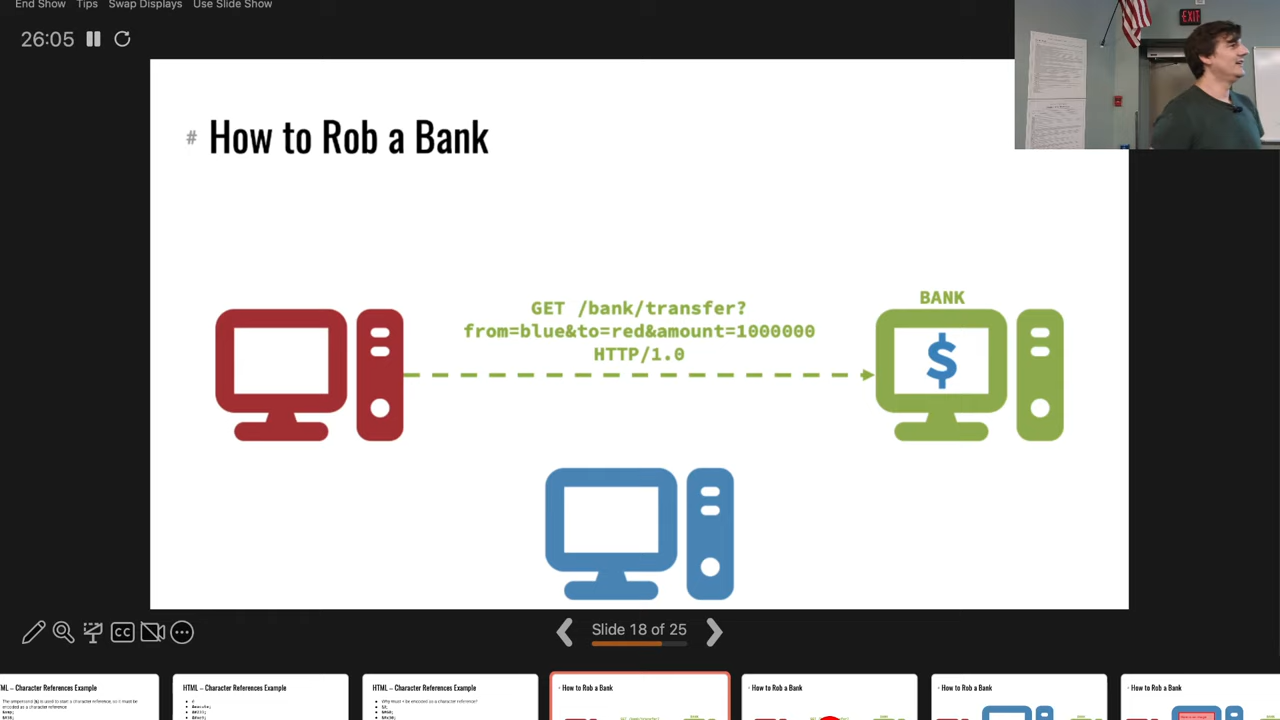 End Show Tips Swap Displays Use Slide Show
26:05
EXIT
# How to Rob a Bank
BANK
GET /bank/transfer?
from=blue&to=red&amount=1000000
HTTP/1.0
$
CC
Slide 18 of 25
ML – Character References Example
HTML – Character References Example
HTML – Character References Example
How to Rob a Bank
How to Rob a Bank
How to Rob a Bank
How to Rob a Bank